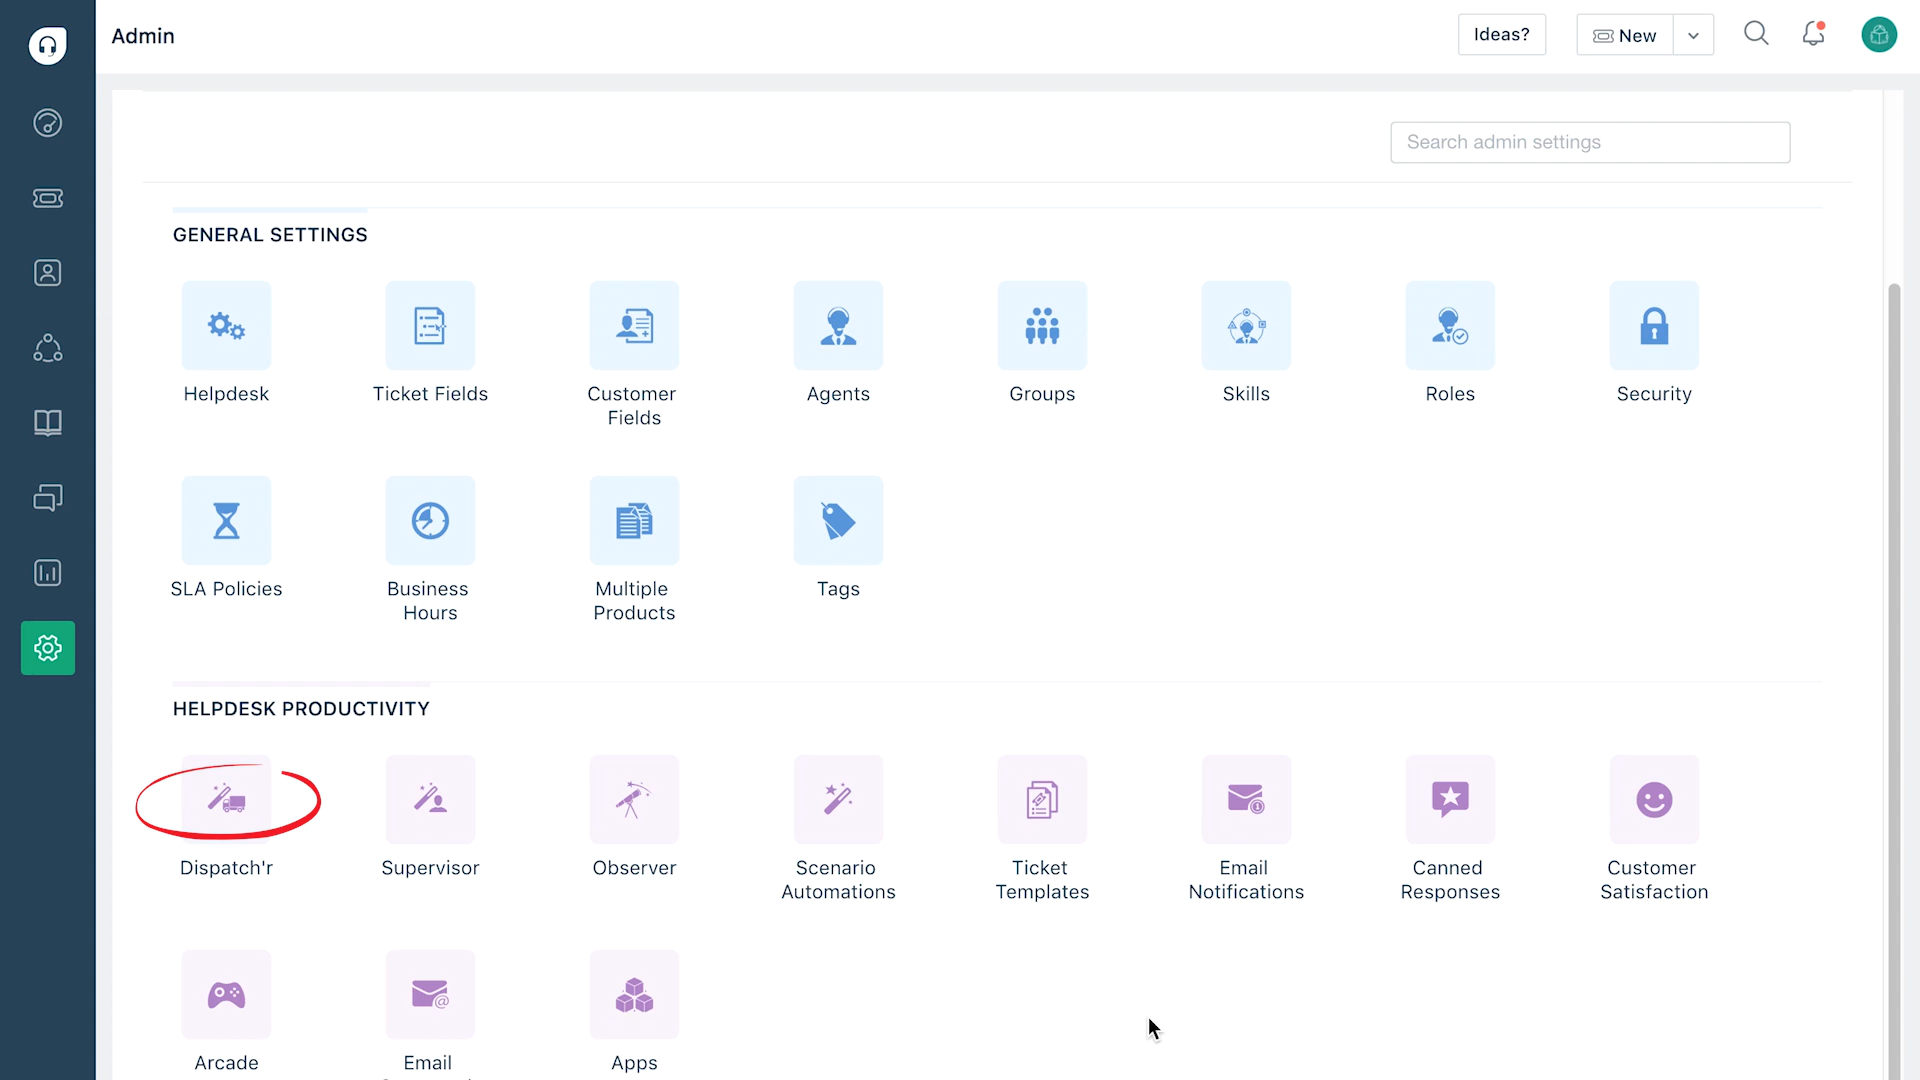 Admin
Ideas?
New
Search admin settings
GENERAL SETTINGS
Helpdesk
Ticket Fields
Customer
Fields
Agents
Groups
Skills
Roles
Security
SLA Policies
Business
Hours
Multiple
Products
Tags
HELPDESK PRODUCTIVITY
Dispatch'r
Supervisor
Observer
Scenario
Automations
Ticket
Templates
Email
Notifications
Canned
Responses
Customer
Satisfaction
Arcade
Email
Apps